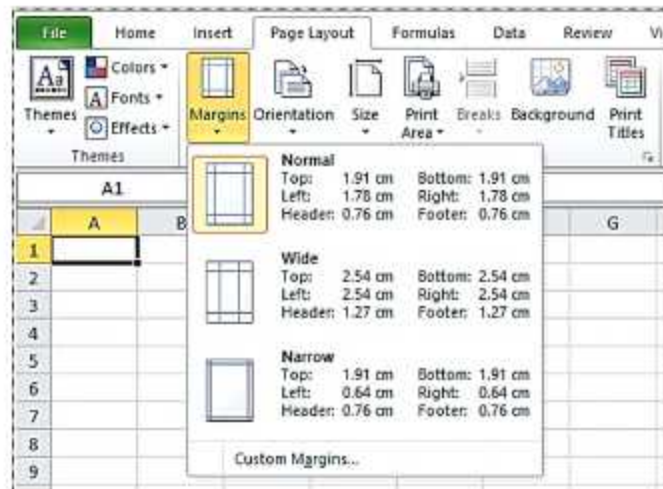 File Home Insert Page Layout Formulas Data Review
Colors
Fonts
Effects
Themes
Themes
Margins Orientation Size Print Area Breaks Background Print Titles
A1
A B G
Normal
Top: 1.91 cm Bottom: 1.91 cm
Left: 1.78 cm Right: 1.78 cm
Header: 0.76 cm Footer: 0.76 cm
Wide
Top: 2.54 cm Bottom: 2.54 cm
Left: 2.54 cm Right: 2.54 cm
Header: 1.27 cm Footer: 1.27 cm
Narrow
Top: 1.91 cm Bottom: 1.91 cm
Left: 0.64 cm Right: 0.64 cm
Header: 0.76 cm Footer: 0.76 cm
Custom Margins...
1
2
3
4
5
6
7
8
9